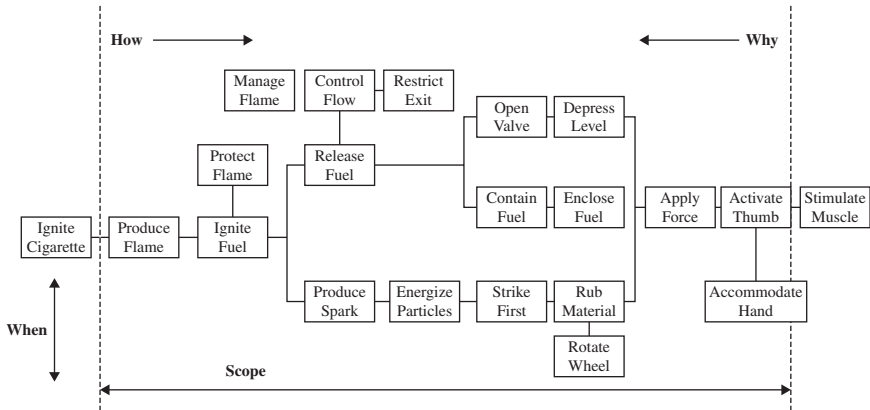 How
Why
Manage
Flame
Control
Flow
Restrict
Exit
Open
Valve
Depress
Level
Protect
Flame
Release
Fuel
Contain
Fuel
Enclose
Fuel
Apply
Force
Activate
Thumb
Stimulate
Muscle
Ignite
Cigarette
Produce
Flame
Ignite
Fuel
Produce
Spark
Energize
Particles
Strike
First
Rub
Material
Accommodate
Hand
When
Rotate
Wheel
Scope